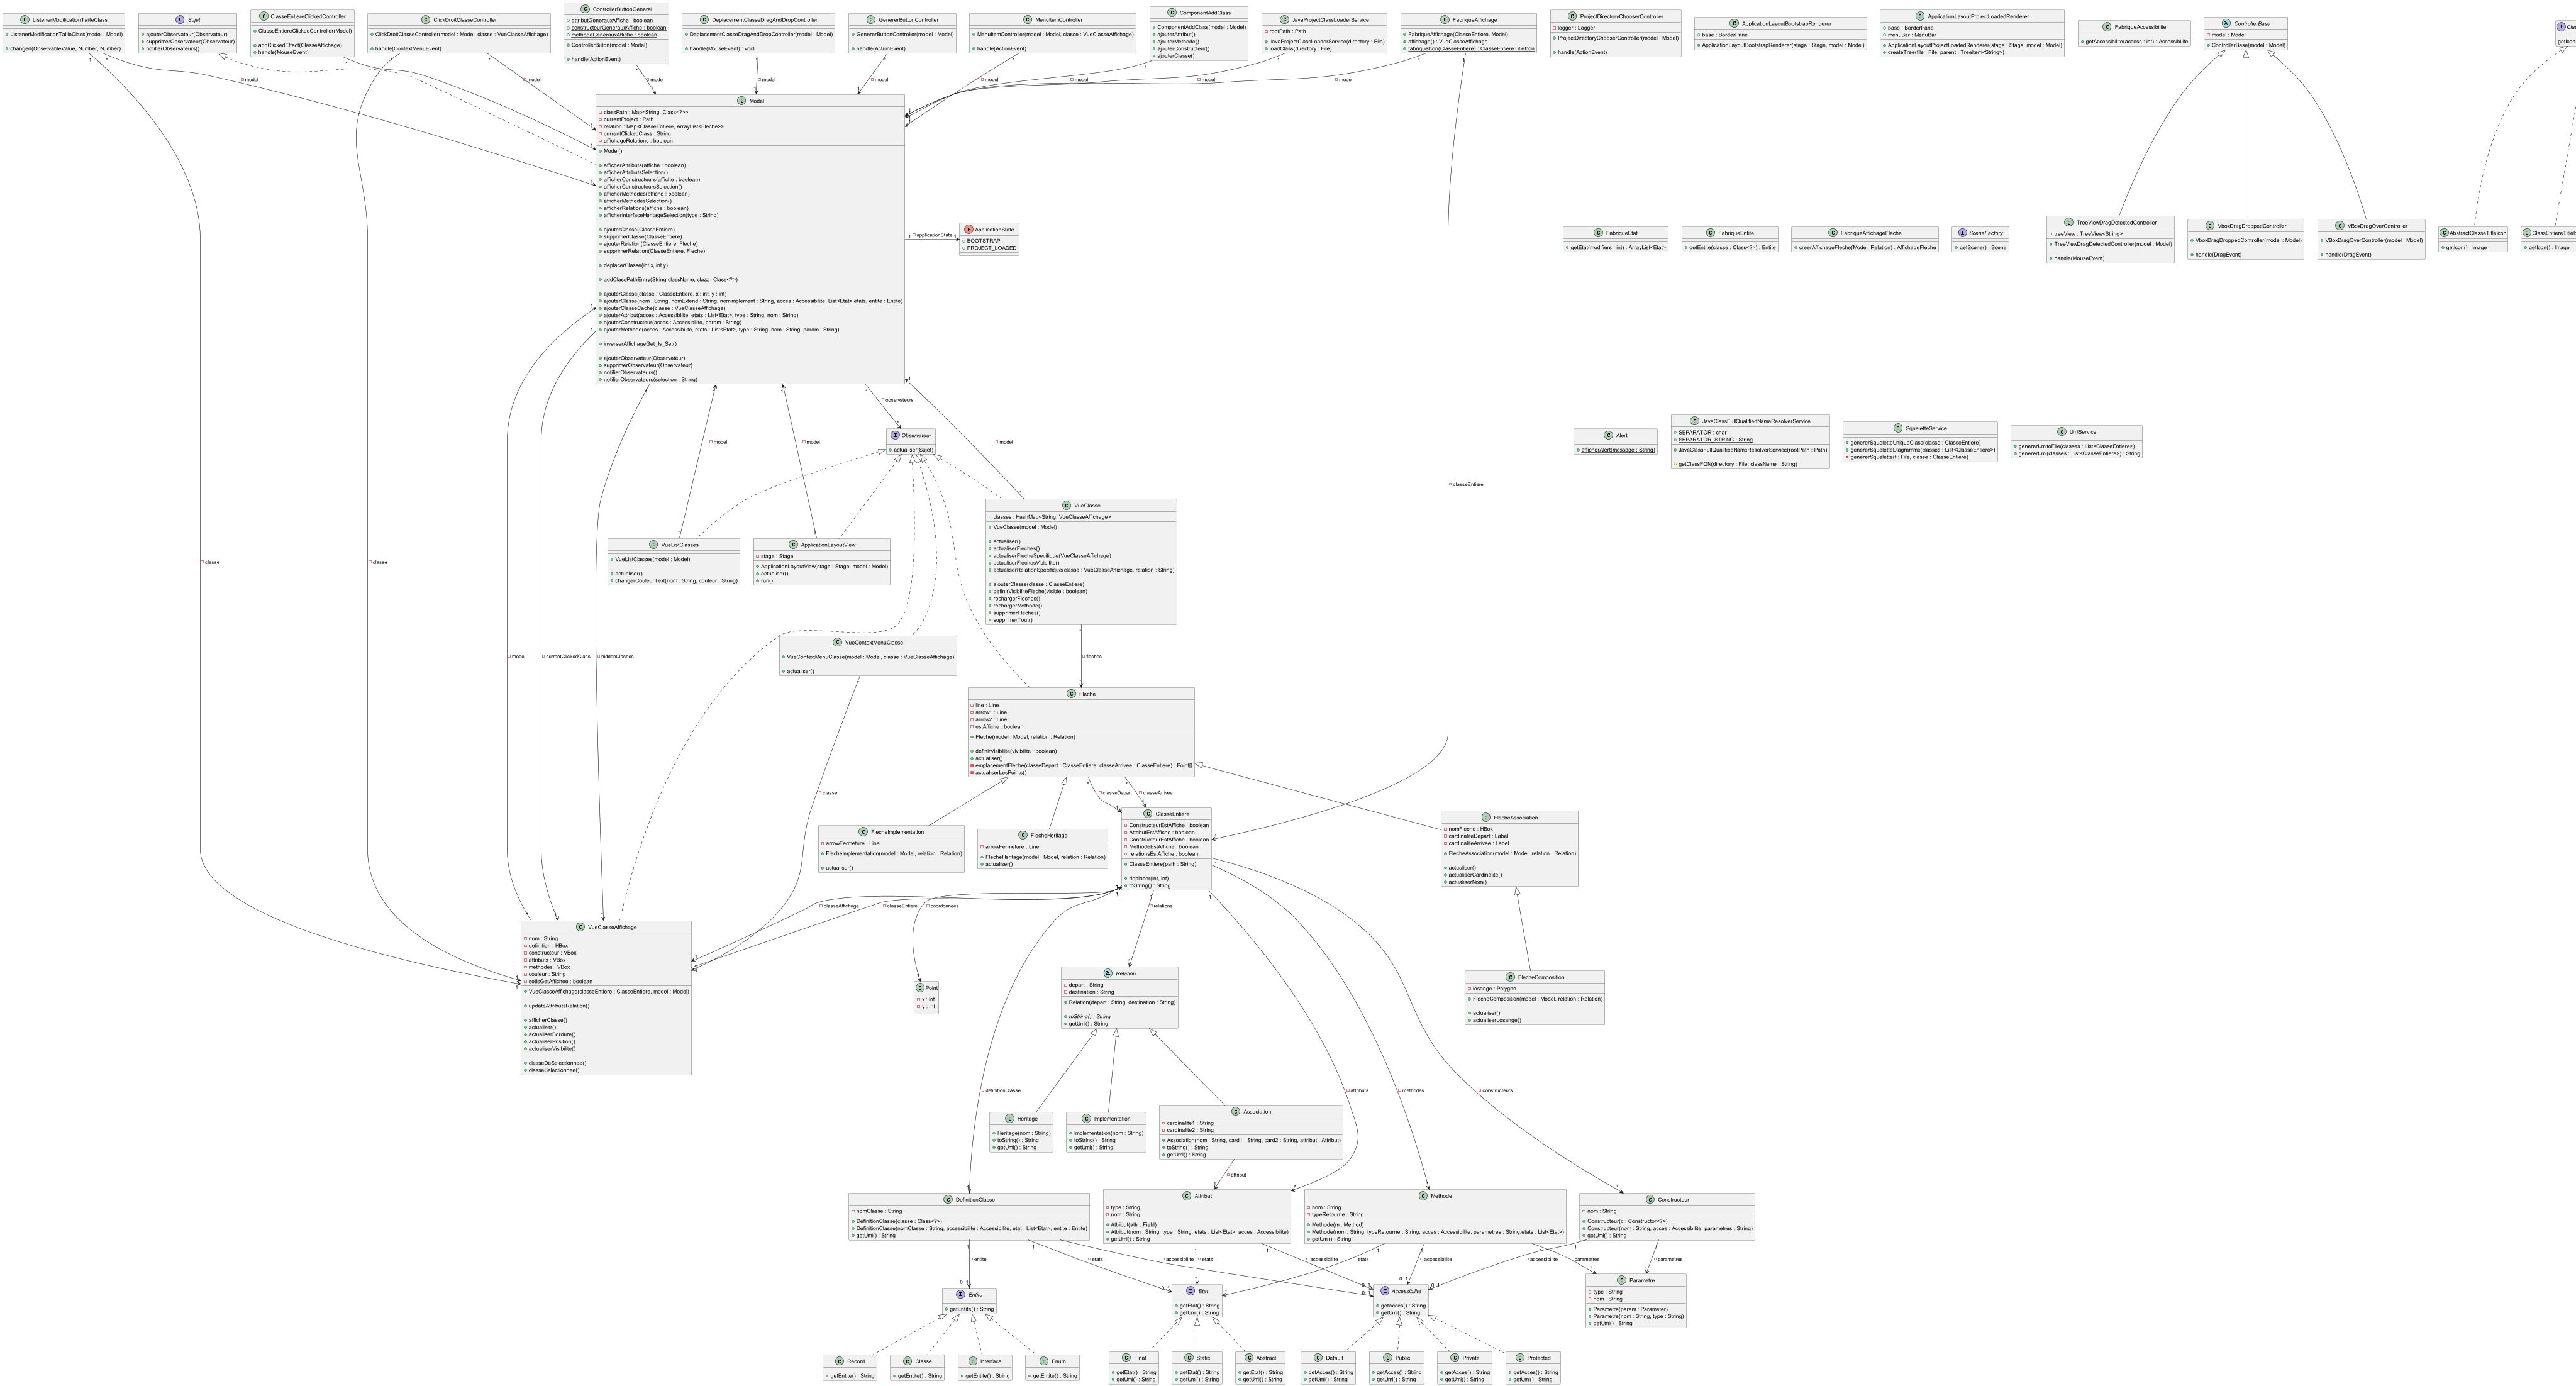 ListenerModificationTailleClass
ListenerModificationTailleClass(model : Model)
changed(ObservableValue, Number, Number)
Sujet
ajouterObservateur(Observateur)
supprimerObservateur(Observateur)
notifierObservateurs()
ClasseEntiereClickedController
ClasseEntiereClickedController(Model)
addClickedEffect(ClasseAffichage)
handle(MouseEvent)
ClickDroitClasseController
ClickDroitClasseController(model : Model, classe : VueClasseAffichage)
handle(ContextMenuEvent)
ControllerButtonGeneral
attributGenerauxAffiche : boolean
constructeurGenerauxAffiche : boolean
methodeGenerauxAffiche : boolean
ControllerButon(model : Model)
handle(ActionEvent)
DeplacementClasseDragAndDropController
DeplacementClasseDragAndDropController(model : Model)
handle(MouseEvent) : void
GenererButtonController
GenererButtonController(model : Model)
handle(ActionEvent)
MenuItemController
MenuItemController(model : Model, classe : VueClasseAffichage)
handle(ActionEvent)
ComponentAddClass
ComponentAddClass(model : Model)
ajouterAttribut()
ajouterMethode()
ajouterConstructeur()
ajouterClasse()
JavaProjectClassLoaderService
rootPath : Path
JavaProjectClassLoaderService(directory : File)
loadClass(directory : File)
FabriqueAffichage
FabriqueAffichage(ClasseEntiere, Model)
affichage() : VueClasseAffichage
fabriqueIcon(ClasseEntiere) : ClasseEntiereTitleIcon
ProjectDirectoryChooserController
logger : Logger
ProjectDirectoryChooserController(model : Model)
handle(ActionEvent)
ApplicationLayoutBootstrapRenderer
base : BorderPane
ApplicationLayoutBootstrapRenderer(stage : Stage, model : Model)
ApplicationLayoutProjectLoadedRenderer
base : BorderPane
menuBar : MenuBar
ApplicationLayoutProjectLoadedRenderer(stage : Stage, model : Model)
createTree(file : File, parent : TreeItem<String>)
FabriqueAccessibilite
getAccessibilite(access : int) : Accessibilite
ControllerBase
model : Model
ControllerBase(model : Model)
getIcon
model
model
model
model
model
model
model
model
model
Model
classPath : Map<String, Class<?>>
currentProject : Path
relation : Map<ClasseEntiere, ArrayList<Fleche>>
currentClickedClass : String
affichageRelations : boolean
Model()
afficherAttributs(affiche : boolean)
afficherAttributsSelection()
afficherConstructeurs(affiche : boolean)
afficherConstructeursSelection()
afficherMethodes(affiche : boolean)
afficherMethodesSelection()
afficherRelations(affiche : boolean)
afficherInterfaceHeritageSelection(type : String)
ajouterClasse(ClasseEntiere)
supprimerClasse(ClasseEntiere)
ajouterRelation(ClasseEntiere, Fleche)
supprimerRelation(ClasseEntiere, Fleche)
deplacerClasse(int x, int y)
addClassPathEntry(String className, clazz : Class<?>)
ajouterClasse(classe : ClasseEntiere, x : int, y : int)
ajouterClasse(nom : String, nomExtend : String, nomImplement : String, acces : Accessibilite, List<Etat> etats, entite : Entite)
ajouterClasseCache(classe : VueClasseAffichage)
ajouterAttribut(acces : Accessibilite, etats : List<Etat>, type : String, nom : String)
ajouterConstructeur(acces : Accessibilite, param : String)
ajouterMethode(acces : Accessibilite, etats : List<Etat>, type : String, nom : String, param : String)
inverserAffichageGet_Is_Set()
ajouterObservateur(Observateur)
supprimerObservateur(Observateur)
notifierObservateurs()
notifierObservateurs(selection : String)
applicationState
ApplicationState
BOOTSTRAP
PROJECT_LOADED
FabriqueEtat
getEtat(modifiers : int) : ArrayList<Etat>
FabriqueEntite
getEntite(classe : Class<?>) : Entite
FabriqueAffichageFleche
creerAffichageFleche(Model, Relation) : AffichageFleche
SceneFactory
getScene() : Scene
TreeViewDragDetectedController
treeView : TreeView<String>
TreeViewDragDetectedController(model : Model)
handle(MouseEvent)
VboxDragDroppedController
VboxDragDroppedController(model : Model)
handle(DragEvent)
VBoxDragOverController
VBoxDragOverController(model : Model)
handle(DragEvent)
AbstractClasseTitleIcon
getIcon() : Image
ClassEntiereTitleI
getIcon() : Image
observateurs
model
model
model
Observateur
actualiser(Sujet)
Alert
afficherAlert(message : String)
JavaClassFullQualifiedNameResolverService
SEPARATOR : char
SEPARATOR_STRING : String
JavaClassFullQualifiedNameResolverService(rootPath : Path)
getClassFQN(directory : File, className : String)
SqueletteService
genererSqueletteUniqueClass(classe : ClasseEntiere)
genererSqueletteDiagramme(classes : List<ClasseEntiere>)
genererSquelette(f : File, classe : ClasseEntiere)
UmlService
genererUmltoFile(classes : List<ClasseEntiere>)
genererUml(classes : List<ClasseEntiere>) : String
classeEntiere
VueClasse
classes : HashMap<String, VueClasseAffichage>
VueClasse(model : Model)
actualiser()
actualiserFleches()
actualiserFlecheSpecifique(VueClasseAffichage)
actualiserFlechesVisibilite()
actualiserRelationSpecifique(classe : VueClasseAffichage, relation : String)
ajouterClasse(classe : ClasseEntiere)
definirVisibiliteFleche(visible : boolean)
rechargerFleches()
rechargerMethode()
supprimerFleches()
supprimerTout()
VueListClasses
VueListClasses(model : Model)
actualiser()
changerCouleurText(nom : String, couleur : String)
ApplicationLayoutView
stage : Stage
ApplicationLayoutView(stage : Stage, model : Model)
actualiser()
run()
classe
classe
model
currentClickedClass
hiddenClasses
VueContextMenuClasse
VueContextMenuClasse(model : Model, classe : VueClasseAffichage)
actualiser()
fleches
Fleche
line : Line
arrow1 : Line
arrow2 : Line
estAffiche : boolean
Fleche(model : Model, relation : Relation)
definirVisibilite(vivibilite : boolean)
actualiser()
emplacementFleche(classeDepart : ClasseEntiere, classeArrivee : ClasseEntiere) : Point[]
actualiserLesPoints()
classe
classeDepart
classeArrivee
FlecheImplementation
arrowFermeture : Line
FlecheImplementation(model : Model, relation : Relation)
actualiser()
FlecheHeritage
arrowFermeture : Line
FlecheHeritage(model : Model, relation : Relation)
actualiser()
ClasseEntiere
ConstructeurEstAffiche : boolean
AttributEstAffiche : boolean
ConstructeurEstAffiche : boolean
MethodeEstAffiche : boolean
relationsEstAffiche : boolean
ClasseEntiere(path : String)
deplacer(int, int)
toString() : String
FlecheAssociation
nomFleche : HBox
cardinaliteDepart : Label
cardinaliteArrivee : Label
FlecheAssociation(model : Model, relation : Relation)
actualiser()
actualiserCardinalite()
actualiserNom()
classeAffichage
classeEntiere
coordonnees
relations
VueClasseAffichage
nom : String
definition : HBox
constructeur : VBox
attributs : VBox
methodes : VBox
couleur : String
setIsGetAffichee : boolean
VueClasseAffichage(classeEntiere : ClasseEntiere, model : Model)
updateAttributsRelation()
afficherClasse()
actualiser()
actualiserBordure()
actualiserPosition()
actualiserVisibilite()
classeDeSelectionnee()
classeSelectionnee()
Point
x : int
y : int
Relation
depart : String
destination : String
Relation(depart : String, destination : String)
toString() : String
getUml() : String
FlecheComposition
losange : Polygon
FlecheComposition(model : Model, relation : Relation)
actualiser()
actualiserLosange()
definitionClasse
attributs
methodes
constructeurs
Heritage
Heritage(nom : String)
toString() : String
getUml() : String
Implementation
Implementation(nom : String)
toString() : String
getUml() : String
Association
cardinalite1 : String
cardinalite2 : String
Association(nom : String, card1 : String, card2 : String, attribut : Attribut)
toString() : String
getUml() : String
attribut
DefinitionClasse
nomClasse : String
DefinitionClasse(classe : Class<?>)
DefinitionClasse(nomClasse : String, accessibilité : Accessibilite, etat : List<Etat>, entite : Entite)
getUml() : String
Attribut
type : String
nom : String
Attribut(attr : Field)
Attribut(nom : String, type : String, etats : List<Etat>, acces : Accessibilite)
getUml() : String
Methode
nom : String
typeRetourne : String
Methode(m : Method)
Methode(nom : String, typeRetourne : String, acces : Accessibilite, parametres : String,etats : List<Etat>)
getUml() : String
Constructeur
nom : String
Constructeur(c : Constructor<?>)
Constructeur(nom : String, acces : Accessibilite, parametres : String)
getUml() : String
entite
etats
accessibilite
etats
accessibilite
etats
accessibilite
parametres
accessibilite
parametres
Entite
getEntite() : String
Etat
getEtat() : String
getUml() : String
Accessibilite
getAcces() : String
getUml() : String
Parametre
type : String
nom : String
Parametre(param : Parameter)
Parametre(nom : String, type : String)
getUml() : String
Record
getEntite() : String
Classe
getEntite() : String
Interface
getEntite() : String
Enum
getEntite() : String
Final
getEtat() : String
getUml() : String
Static
getEtat() : String
getUml() : String
Abstract
getEtat() : String
getUml() : String
Default
getAcces() : String
getUml() : String
Public
getAcces() : String
getUml() : String
Private
getAcces() : String
getUml() : String
Protected
getAcces() : String
getUml() : String